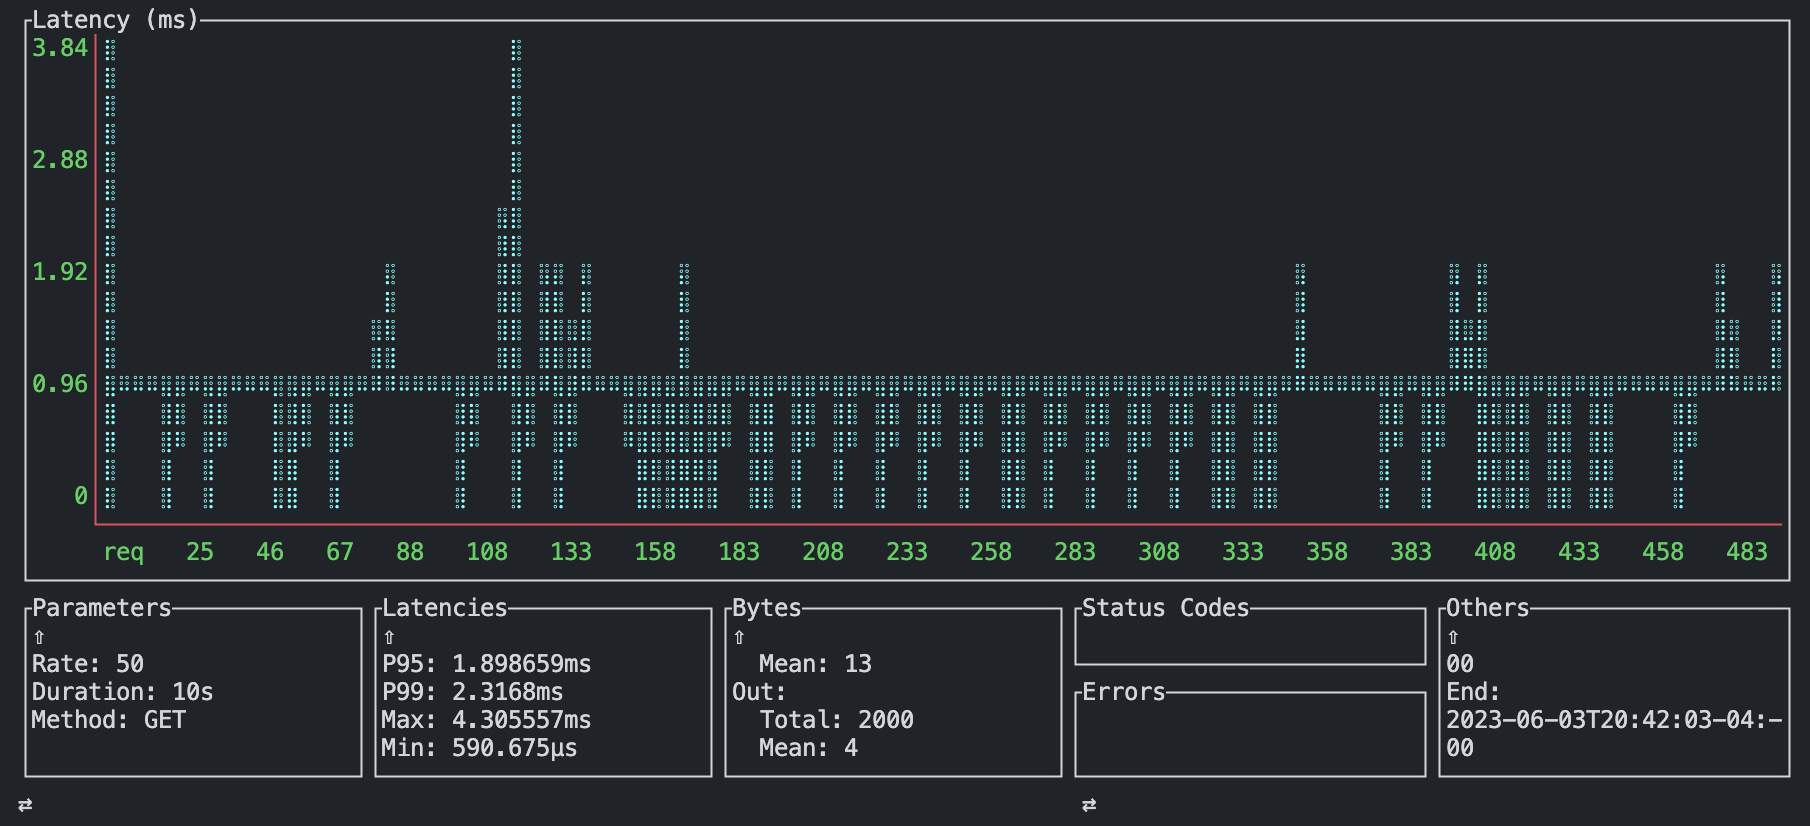 Latency (ms)
3.84
2.88
1.92
0.96
0
req 25 46 67 88 108 133 158 183 208 233 258 283 308 333 358 383 408 433 458 483
Parameters
⇧
Rate: 50
Duration: 10s
Method: GET
Latencies
⇧
P95: 1.898659ms
P99: 2.3168ms
Max: 4.305557ms
Min: 590.675µs
Bytes
⇧
Mean: 13
Out:
Total: 2000
Mean: 4
Status Codes
Errors
Others
⇧
00
End:
2023-06-03T20:42:03-04:-
00
⇄ ⇄